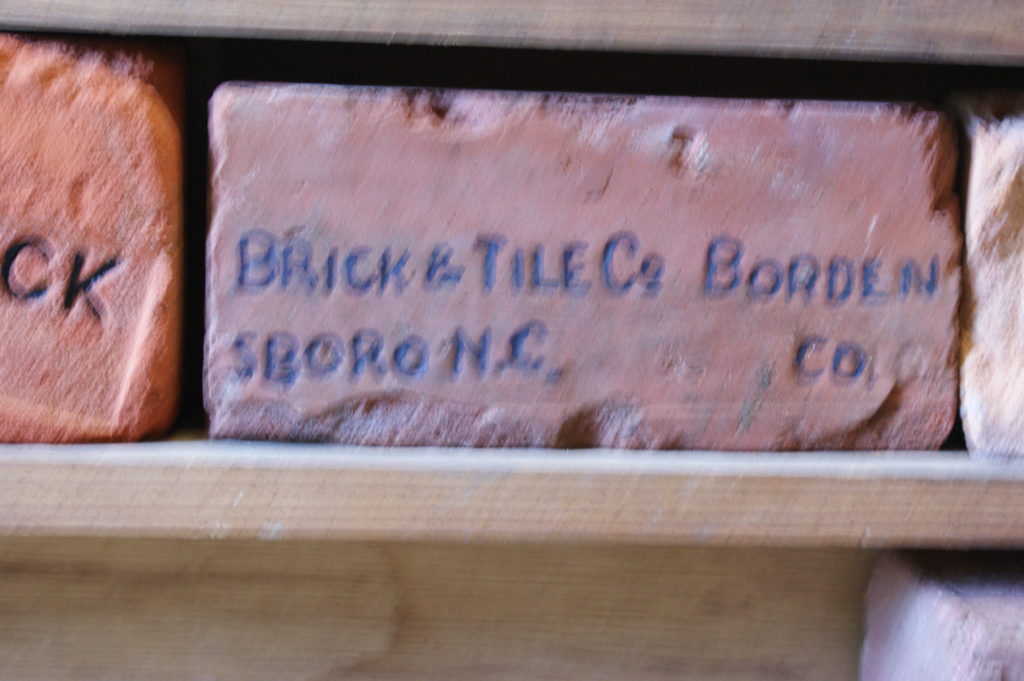 CK
BRICK & TILE Co BORDEN
SBORO N.C. CO.